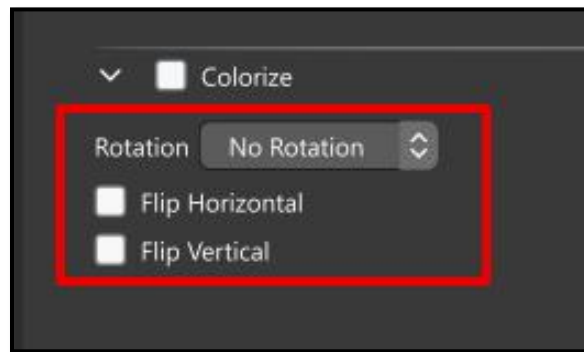 Colorize
Rotation No Rotation
Flip Horizontal
Flip Vertical